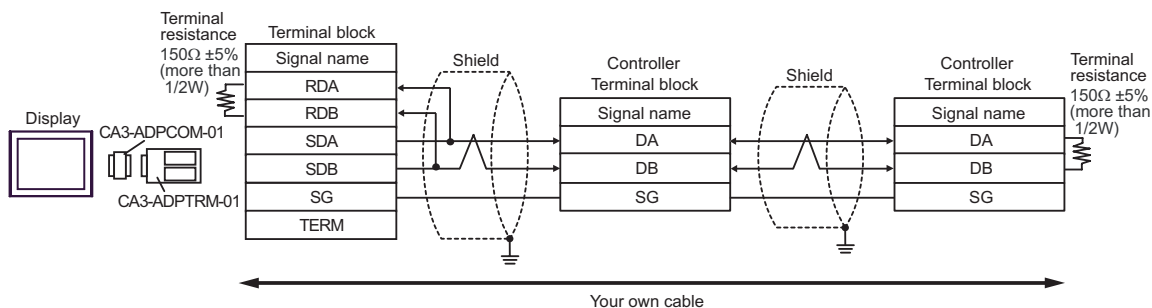 Terminal
resistance
150Ω ±5%
(more than
1/2W)
Display
CA3-ADPCOM-01
CA3-ADPTRM-01
Terminal block
Signal name
RDA
RDB
SDA
SDB
SG
TERM
Shield
Controller
Terminal block
Signal name
DA
DB
SG
Shield
Controller
Terminal block
Signal name
DA
DB
SG
Terminal
resistance
150Ω ±5%
(more than
1/2W)
Your own cable